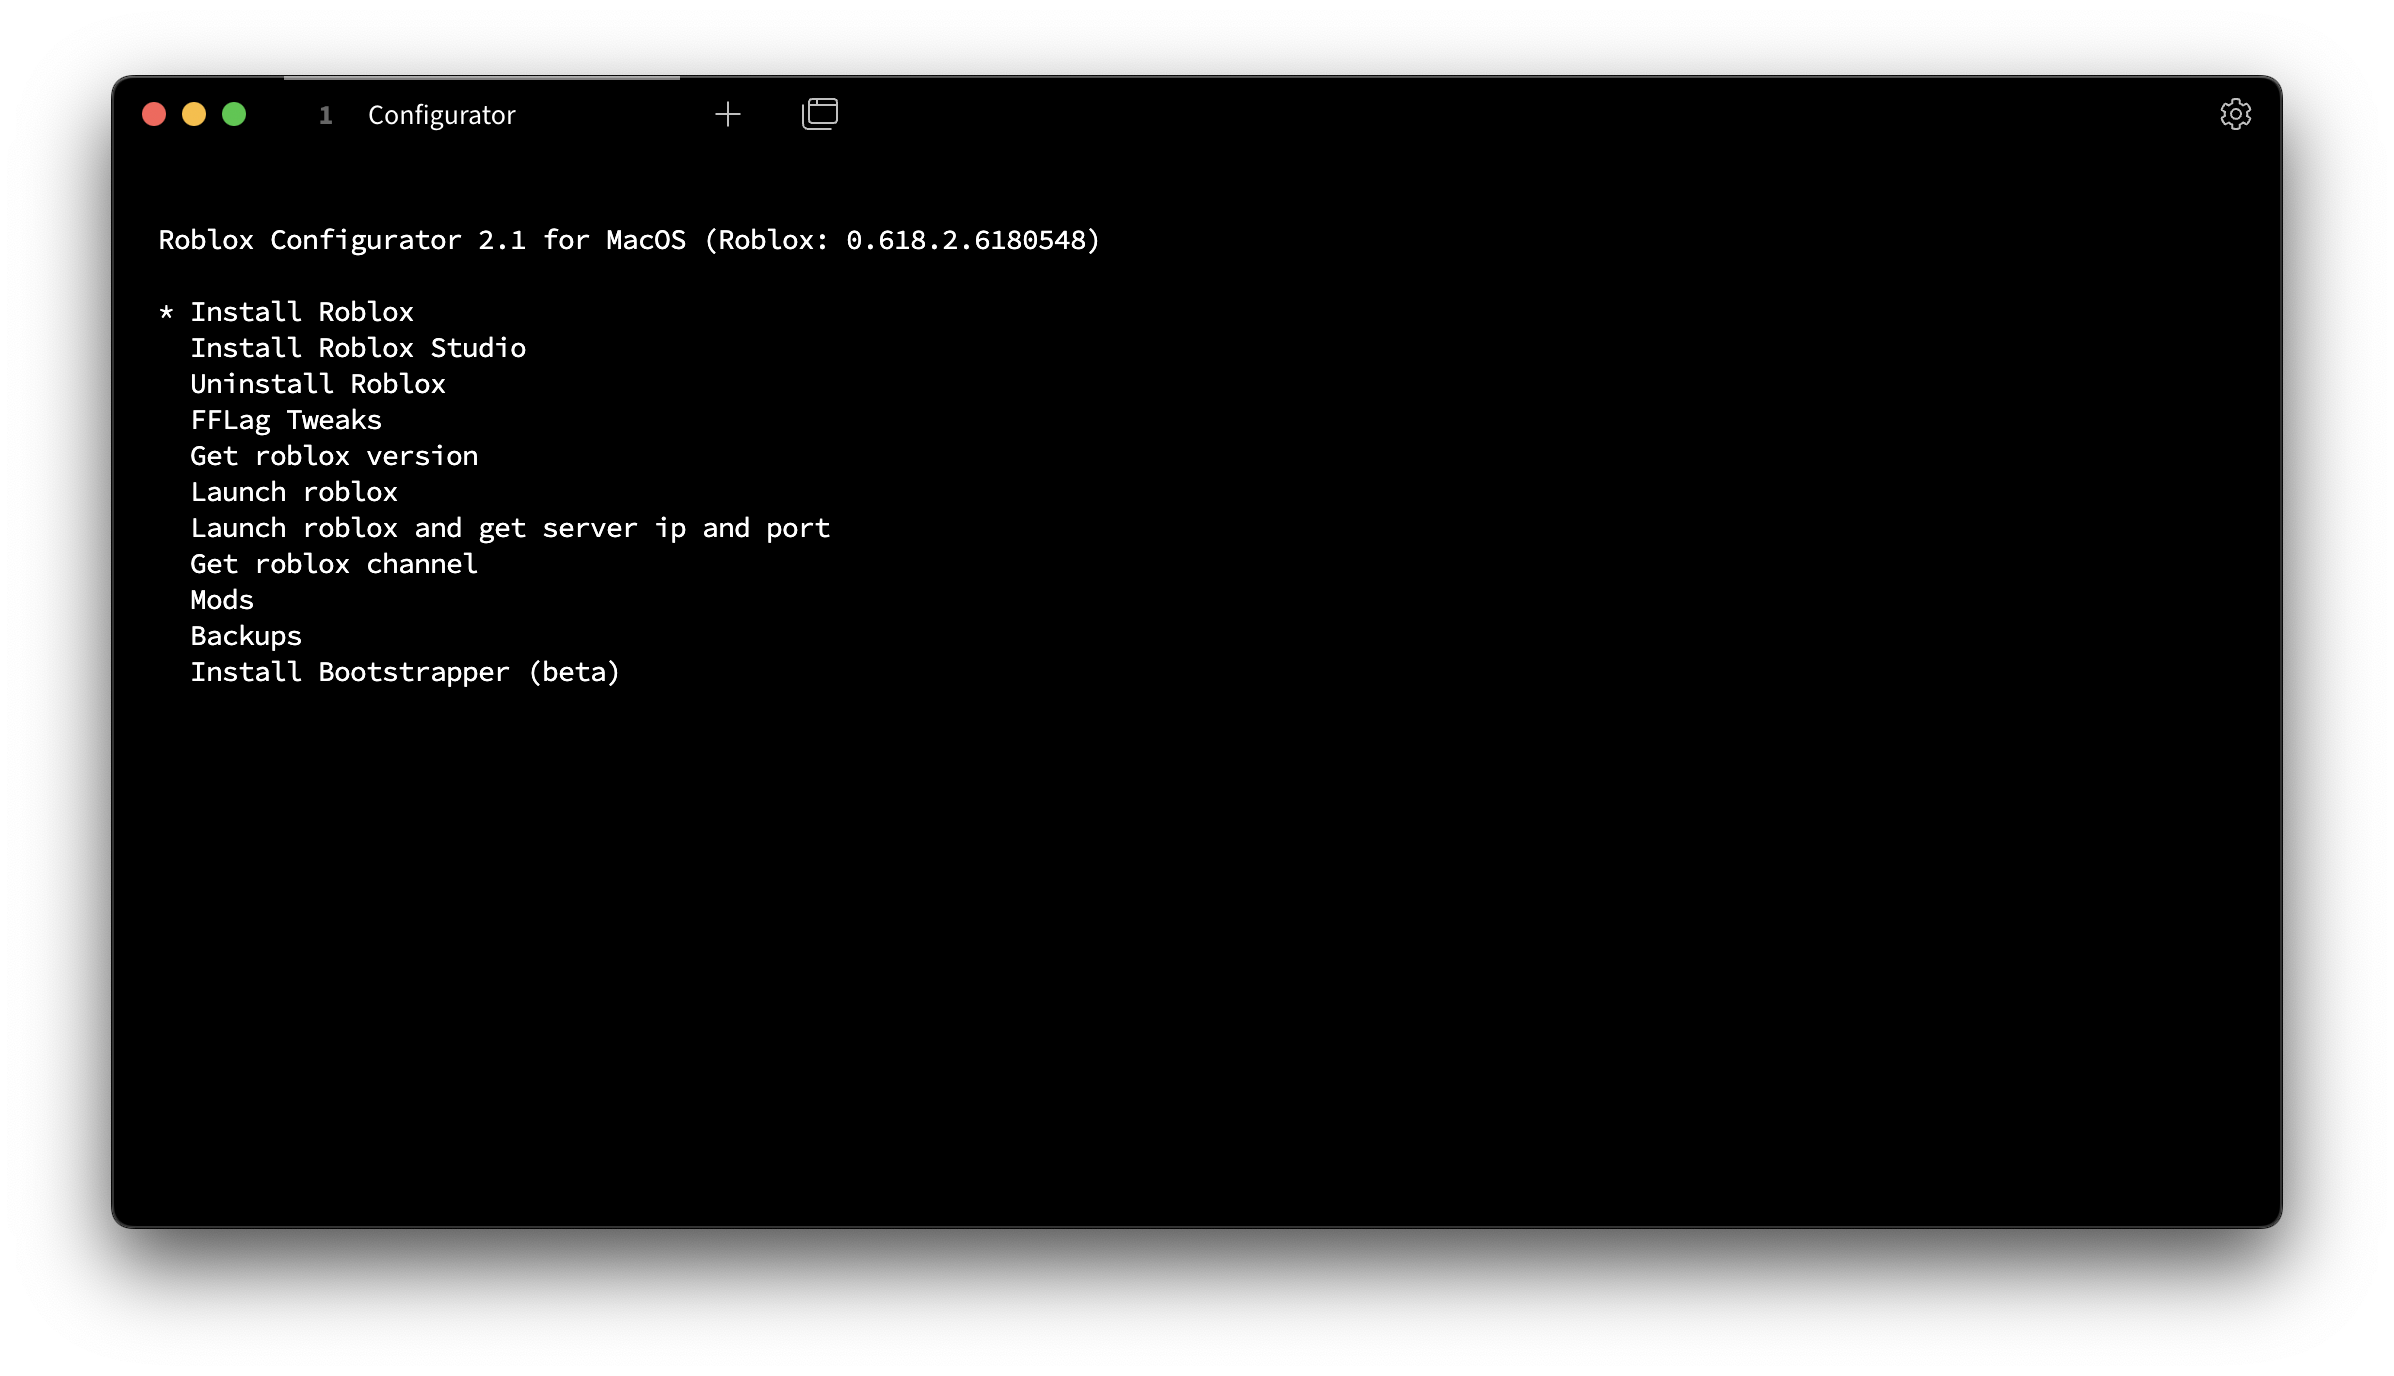 1 Configurator
Roblox Configurator 2.1 for MacOS (Roblox: 0.618.2.6180548)
* Install Roblox
Install Roblox Studio
Uninstall Roblox
FFLag Tweaks
Get roblox version
Launch roblox
Launch roblox and get server ip and port
Get roblox channel
Mods
Backups
Install Bootstrapper (beta)